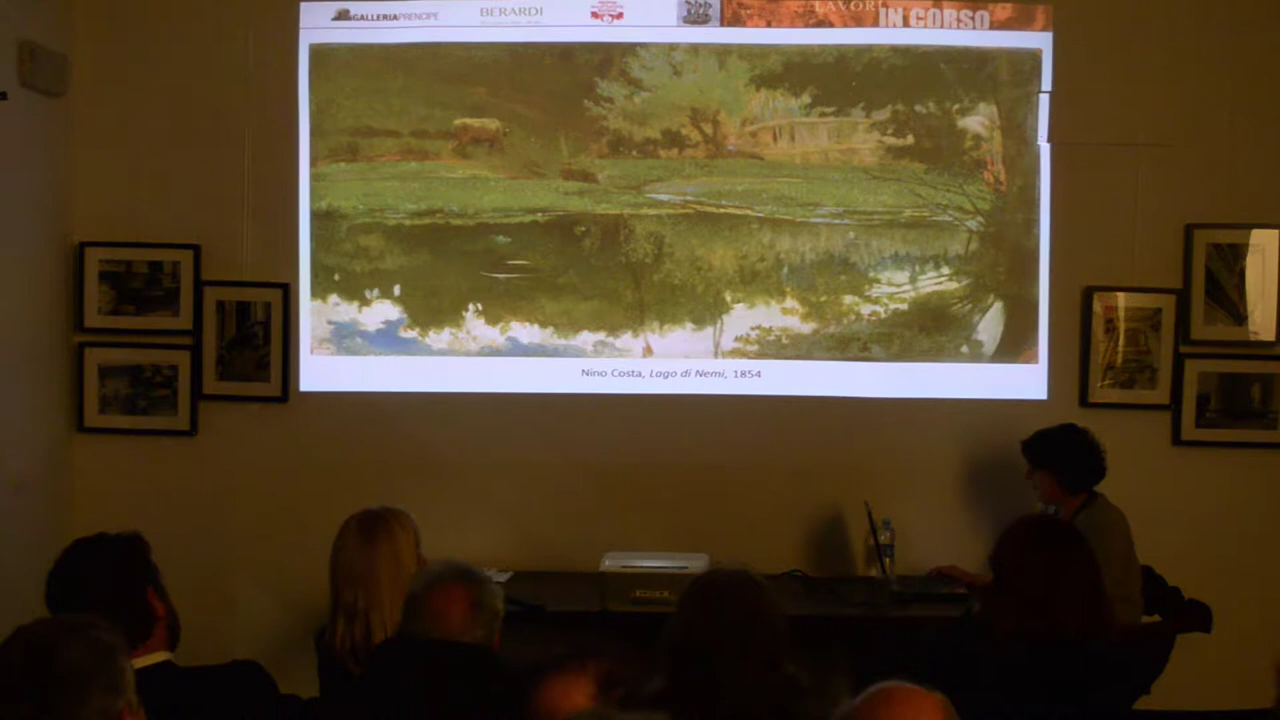 GALLERIAPRENCIPE
BERARDI
LAVORI
IN CORSO
Nino Costa, Lago di Nemi, 1854